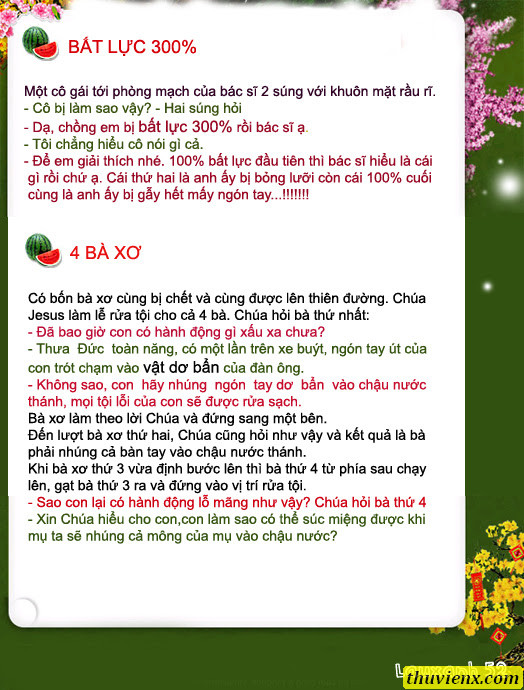 BẤT LỰC 300%
Một cô gái tới phòng mạch của bác sĩ 2 súng với khuôn mặt rầu rĩ.
- Cô bị làm sao vậy? - Hai súng hỏi
- Dạ, chồng em bị bất lực 300% rồi bác sĩ ạ.
- Tôi chẳng hiểu cô nói gì cả.
- Để em giải thích nhé. 100% bất lực đầu tiên thì bác sĩ hiểu là cái
gì rồi chứ ạ. Cái thứ hai là anh ấy bị bỏng lưỡi còn cái 100% cuối
cùng là anh ấy bị gẫy hết mấy ngón tay...!!!!!!!
4 BÀ XƠ
Có bốn bà xơ cùng bị chết và cùng được lên thiên đường. Chúa
Jesus làm lễ rửa tội cho cả 4 bà. Chúa hỏi bà thứ nhất:
- Đã bao giờ con có hành động gì xấu xa chưa?
- Thưa Đức toàn năng, có một lần trên xe buýt, ngón tay út của
con trót chạm vào vật dơ bẩn của đàn ông.
- Không sao, con hãy nhúng ngón tay dơ bẩn vào chậu nước
thánh, mọi tội lỗi của con sẽ được rửa sạch.
Bà xơ làm theo lời Chúa và đứng sang một bên.
Đến lượt bà xơ thứ hai, Chúa cũng hỏi như vậy và kết quả là bà
phải nhúng cả bàn tay vào chậu nước thánh.
Khi bà xơ thứ 3 vừa định bước lên thì bà thứ 4 từ phía sau chạy
lên, gạt bà thứ 3 ra và đứng vào vị trí rửa tội.
- Sao con lại có hành động lỗ mãng như vậy? Chúa hỏi bà thứ 4
- Xin Chúa hiểu cho con,con làm sao có thể súc miệng được khi
mụ ta sẽ nhúng cả mông của mụ vào chậu nước?
thuvienx.com